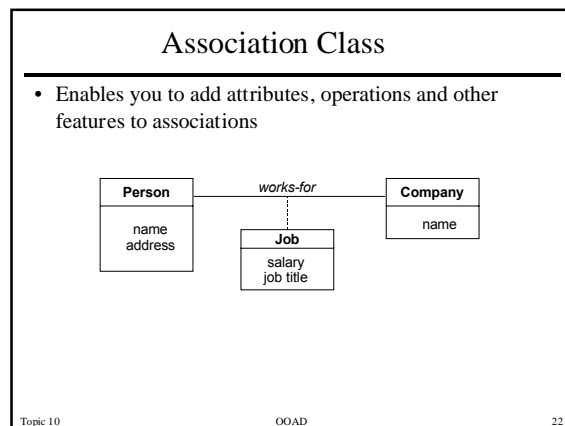 Association Class
• Enables you to add attributes, operations and other
features to associations
Person
works-for
Company
name
address
name
Job
salary
job title
Topic 10
OOAD
22